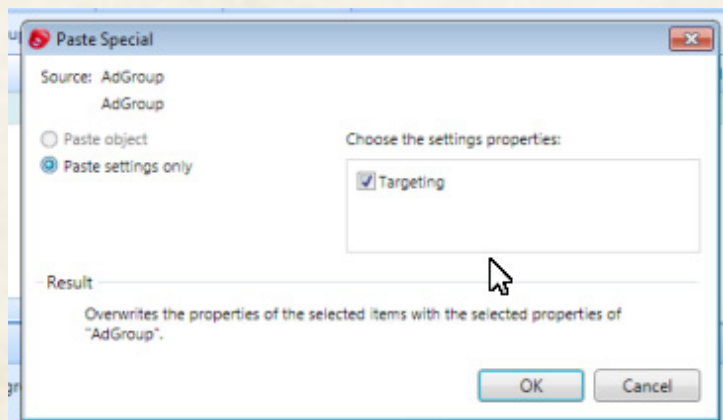 Paste Special
Source: AdGroup
AdGroup
Paste object
Paste settings only
Choose the settings properties:
Targeting
Result
Overwrites the properties of the selected items with the selected properties of
"AdGroup".
OK
Cancel